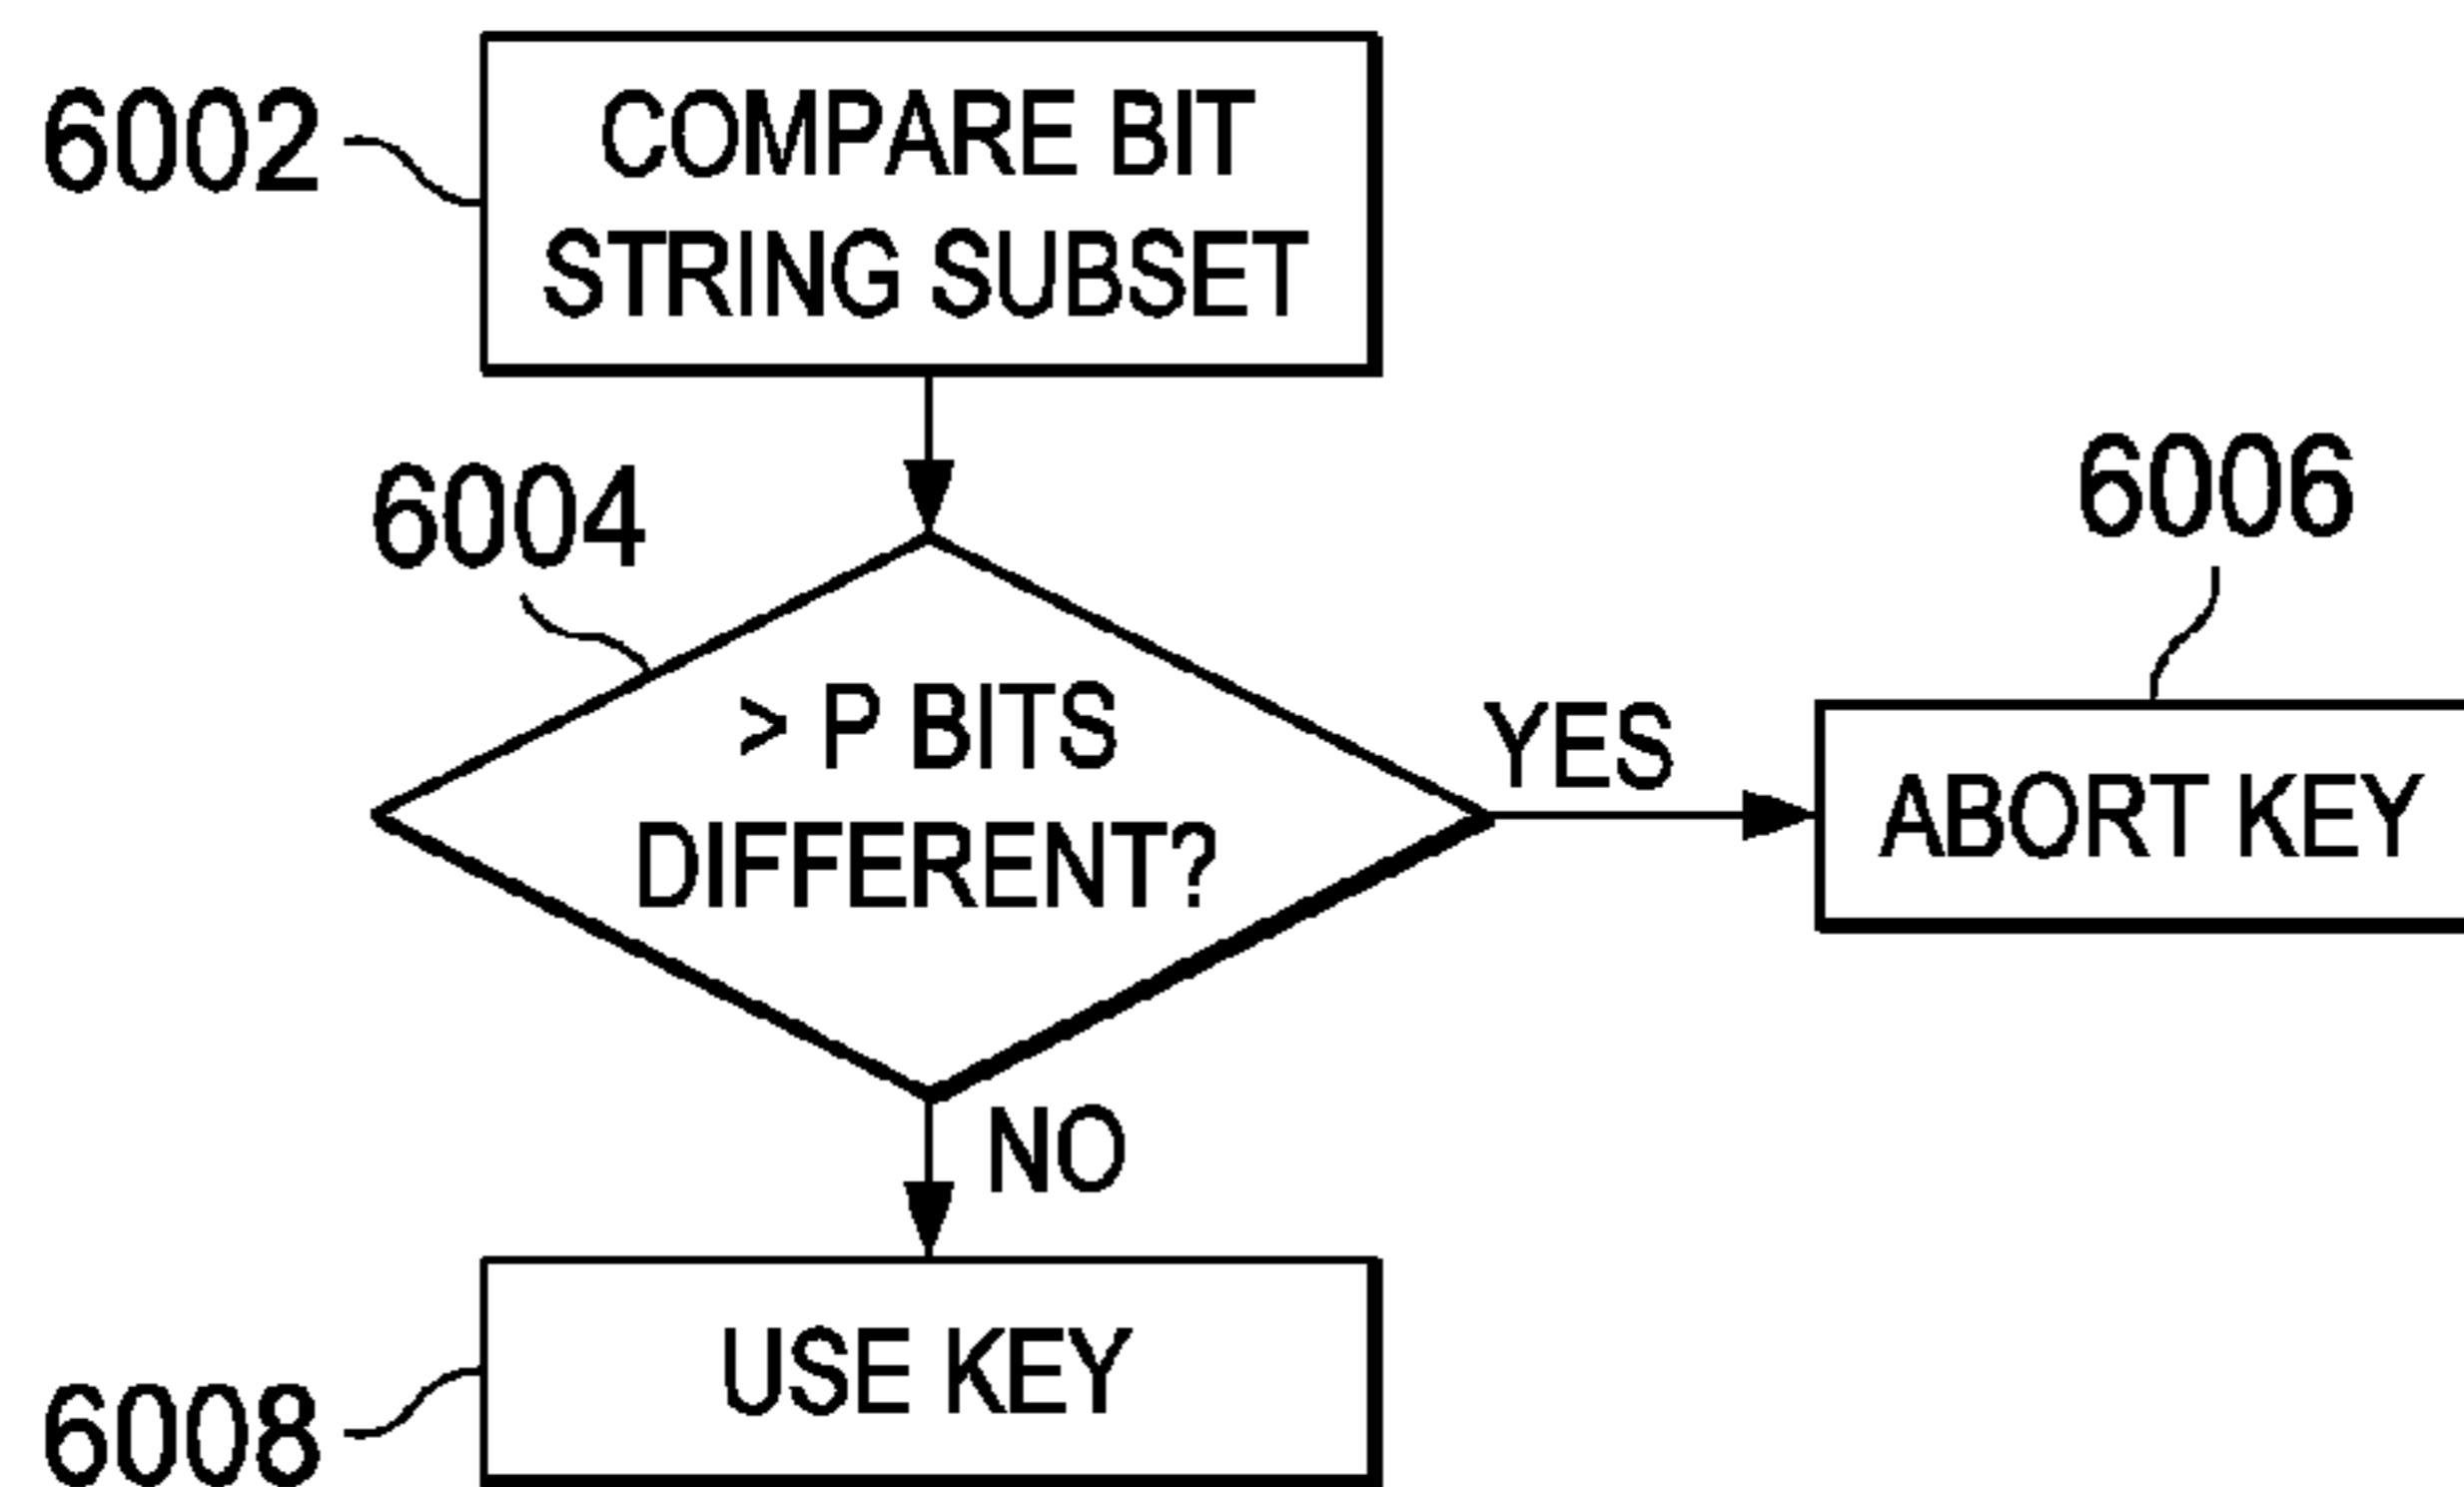 6002
COMPARE BIT
STRING SUBSET
6004
6006
> P BITS
DIFFERENT?
YES
ABORT KEY
NO
USE KEY
6008